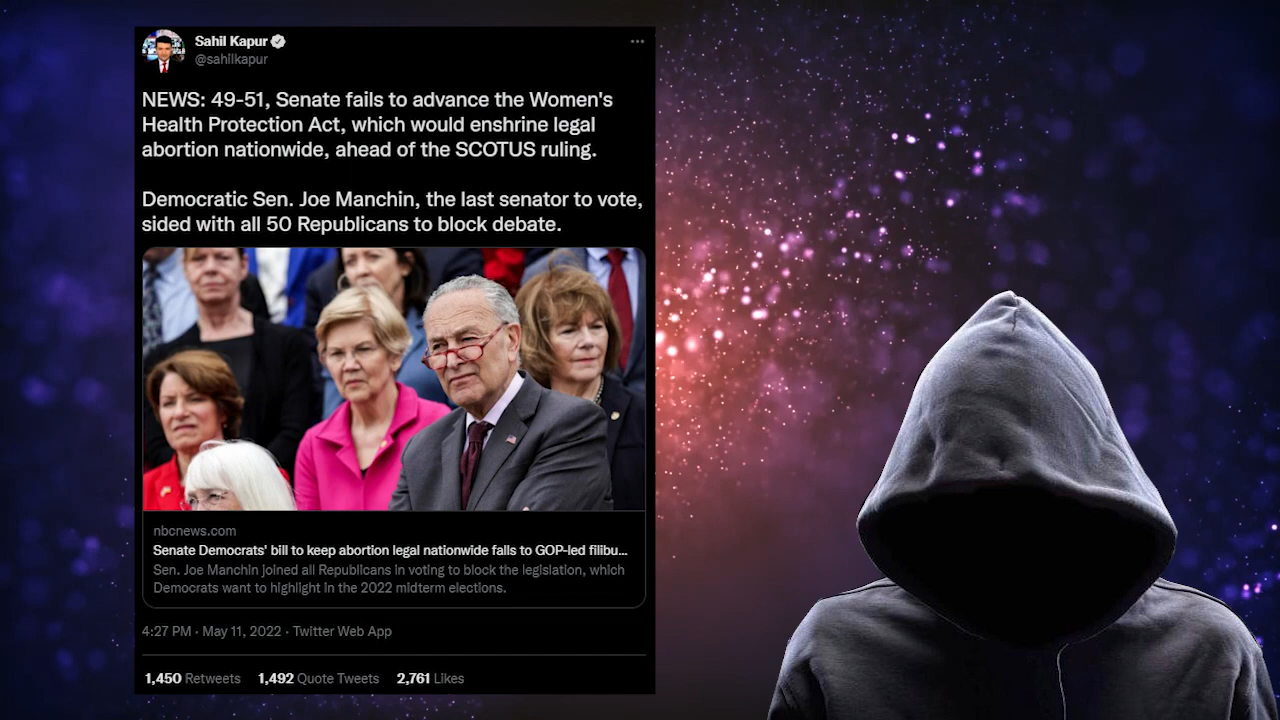 Sahil Kapur
@sahilkapur
NEWS: 49-51, Senate fails to advance the Women's
Health Protection Act, which would enshrine legal
abortion nationwide, ahead of the SCOTUS ruling.
Democratic Sen. Joe Manchin, the last senator to vote,
sided with all 50 Republicans to block debate.
nbcnews.com
Senate Democrats' bill to keep abortion legal nationwide falls to GOP-led filibu...
Sen. Joe Manchin joined all Republicans in voting to block the legislation, which
Democrats want to highlight in the 2022 midterm elections.
4:27 PM · May 11, 2022 · Twitter Web App
1,450 Retweets 1,492 Quote Tweets 2,761 Likes